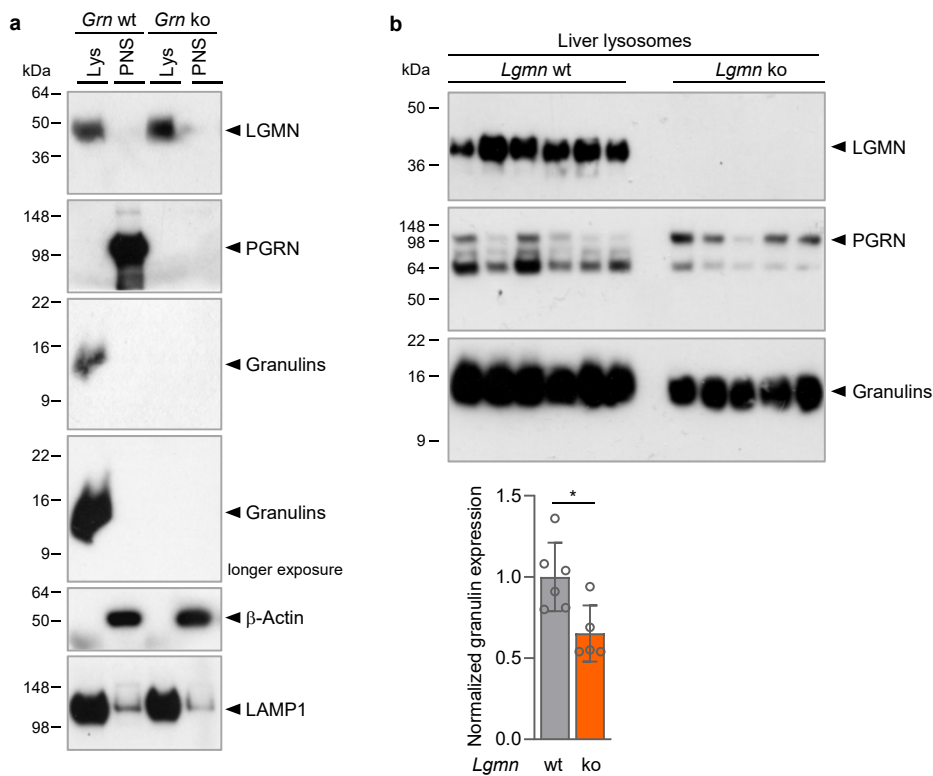 a
Grn wt Grn ko
Lys PNS Lys PNS
kDa
64
50
36
LGMN
148
98
PGRN
22
16
9
Granulins
22
16
9
Granulins
longer exposure
64
50
β-Actin
148
98
LAMP1
b
Liver lysosomes
kDa
Lgmn wt Lgmn ko
50
36
LGMN
148
98
64
50
PGRN
22
16
9
Granulins
Normalized granulin expression
1.5
1.0
0.5
0.0
*
Lgmn wt ko